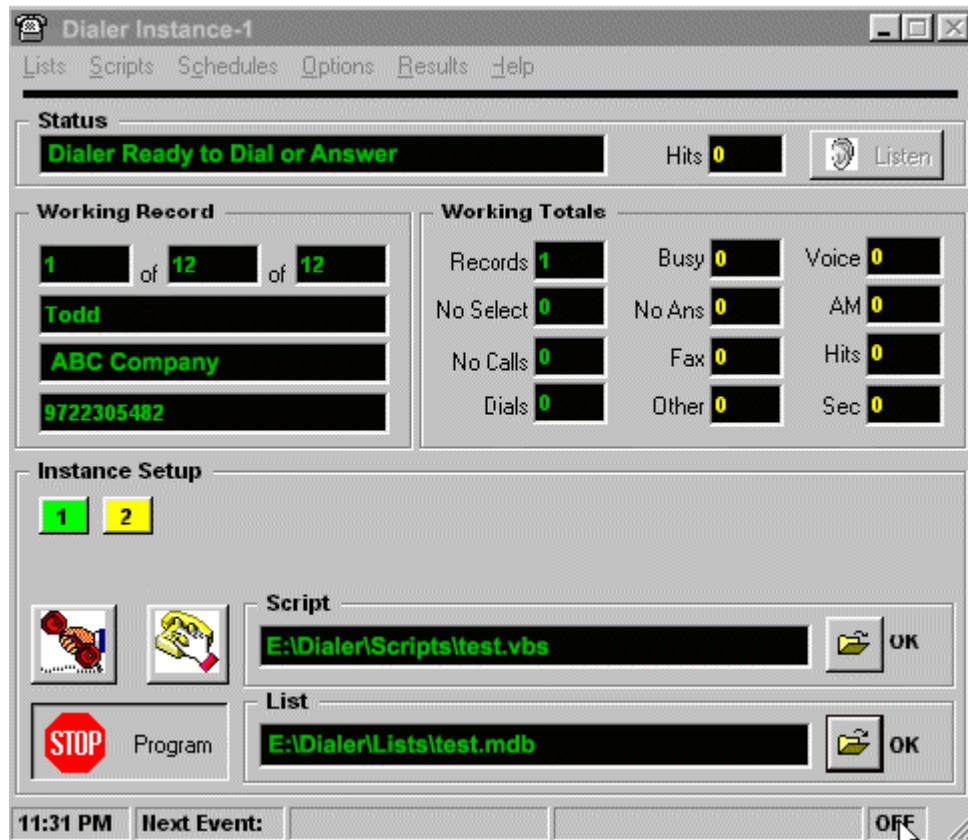 Dialer Instance-1
Lists Scripts Schedules Options Results Help
Status
Dialer Ready to Dial or Answer Hits 0 Listen
Working Record
1 of 12 of 12
Todd
ABC Company
9722305482
Working Totals
Records 1 Busy 0 Voice 0
No Select 0 No Ans 0 AM 0
No Calls 0 Fax 0 Hits 0
Dials 0 Other 0 Sec 0
Instance Setup
1 2
Script
E:\Dialer\Scripts\test.vbs OK
List
STOP Program E:\Dialer\Lists\test.mdb OK
11:31 PM Next Event: OFF